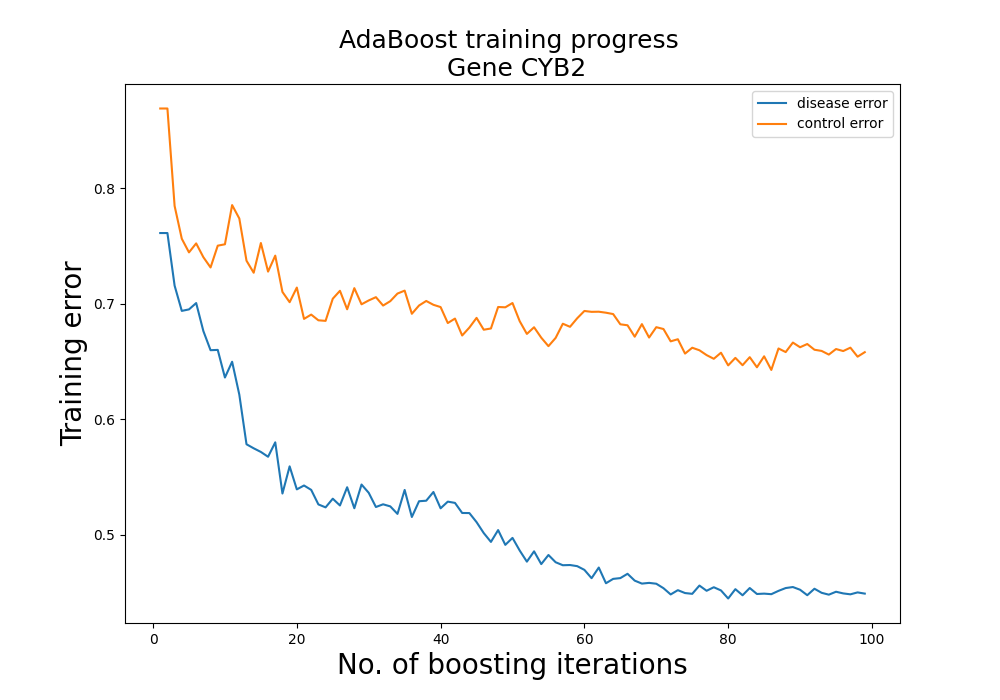 AdaBoost training progress
Gene CYB2
disease error
control error
Training error
0.8
0.7
0.6
0.5
0
20
40
60
80
100
No. of boosting iterations